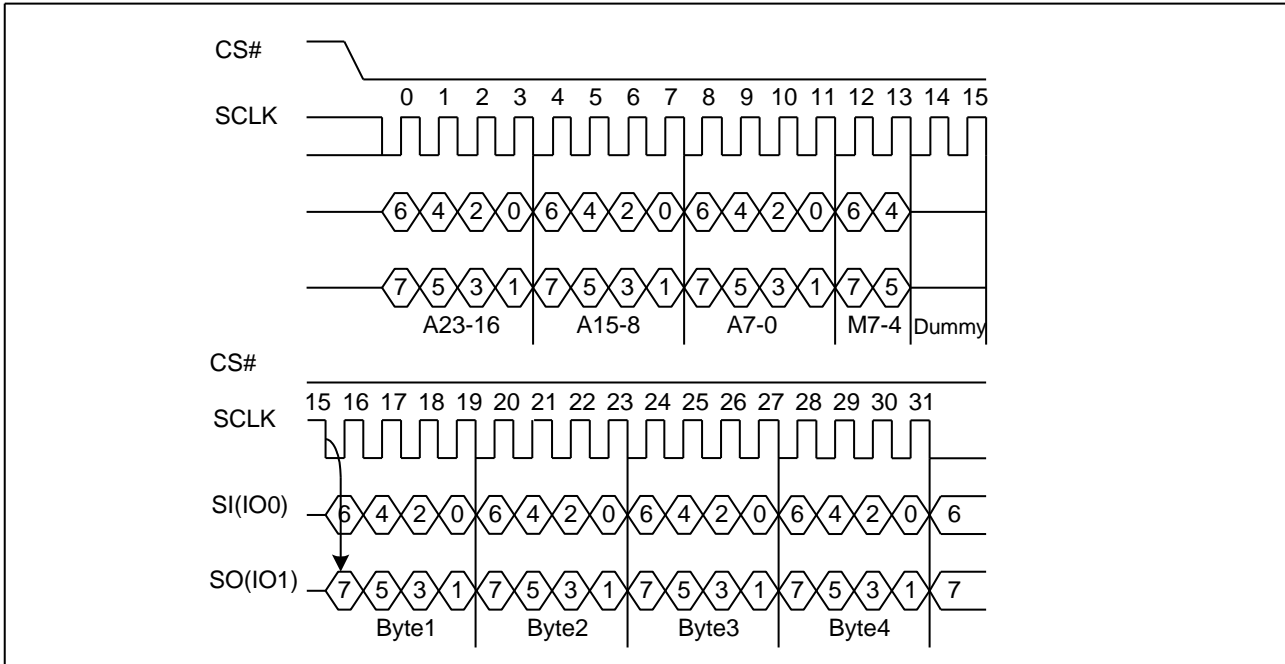 CS#
0 1 2 3 4 5 6 7 8 9 10 11 12 13 14 15
SCLK
6 4 2 0 6 4 2 0 6 4 2 0 6 4
7 5 3 1 7 5 3 1 7 5 3 1 7 5
A23-16 A15-8 A7-0 M7-4 Dummy
CS#
15 16 17 18 19 20 21 22 23 24 25 26 27 28 29 30 31
SCLK
SI(IO0) 6 4 2 0 6 4 2 0 6 4 2 0 6 4 2 0 6
SO(IO1) 7 5 3 1 7 5 3 1 7 5 3 1 7 5 3 1 7
Byte1 Byte2 Byte3 Byte4